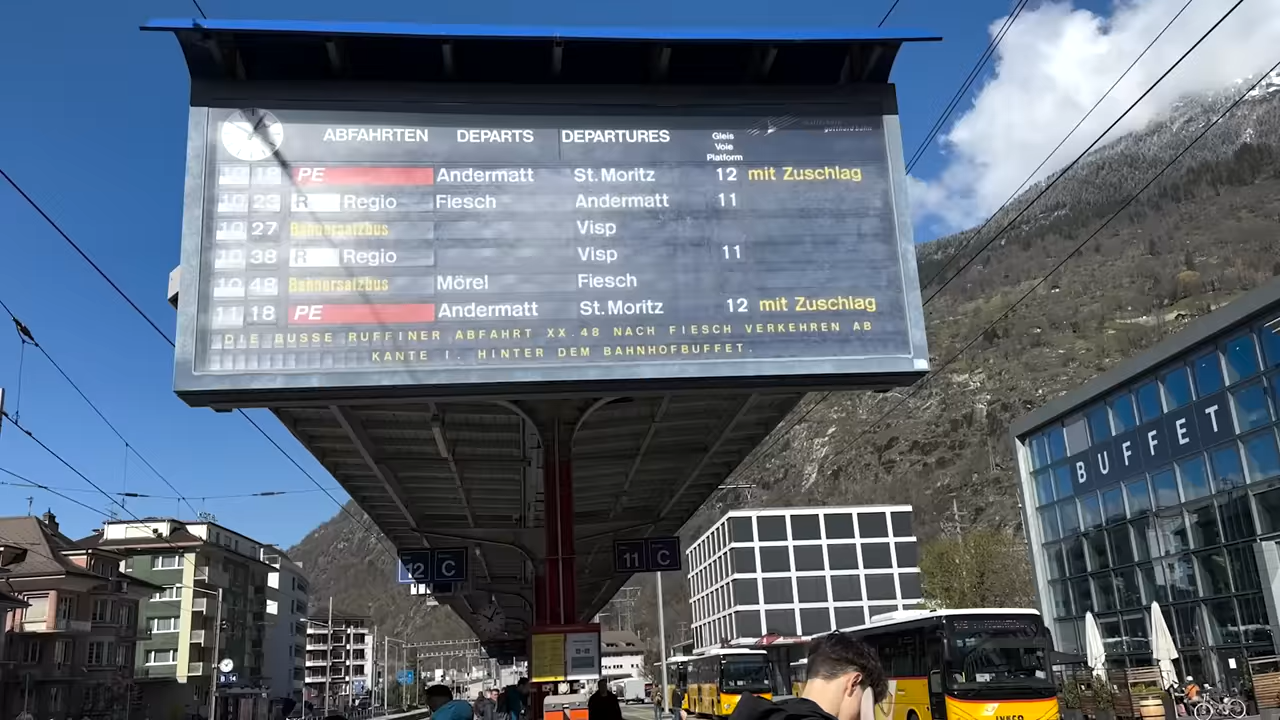 ABFAHRTEN DEPARTS DEPARTURES Gleis
Voie
Platform
10 18 PE Andermatt St. Moritz 12 mit Zuschlag
10 23 R Regio Fiesch Andermatt 11
10 27 Bahnersatzbus Visp
10 38 R Regio Visp 11
10 48 Bahnersatzbus Mörel Fiesch
11 18 PE Andermatt St. Moritz 12 mit Zuschlag
DIE BUSSE RUFFINER ABFAHRT XX.48 NACH FIESCH VERKEHREN AB
KANTE I. HINTER DEM BAHNHOFBUFFET.
BUFFET
12 C
11 C
IVECO